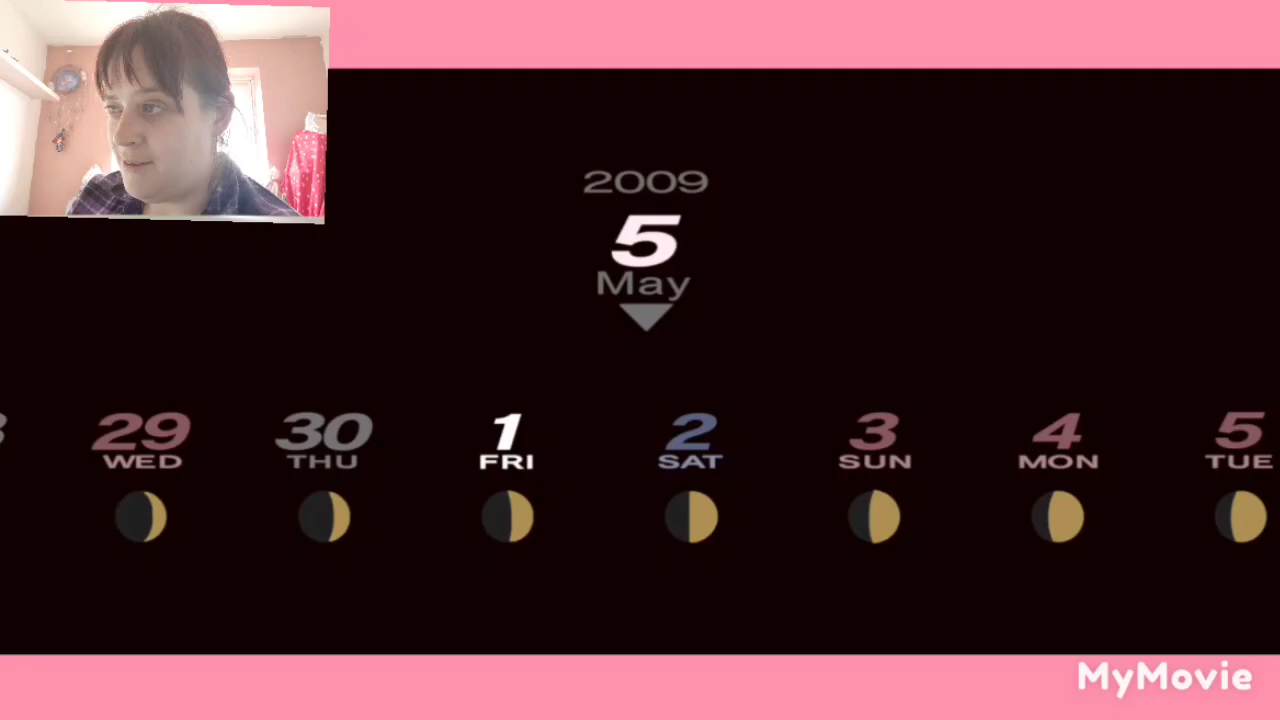 2009
5
May
29 30 1 2 3 4 5
WED THU FRI SAT SUN MON TUE
MyMovie